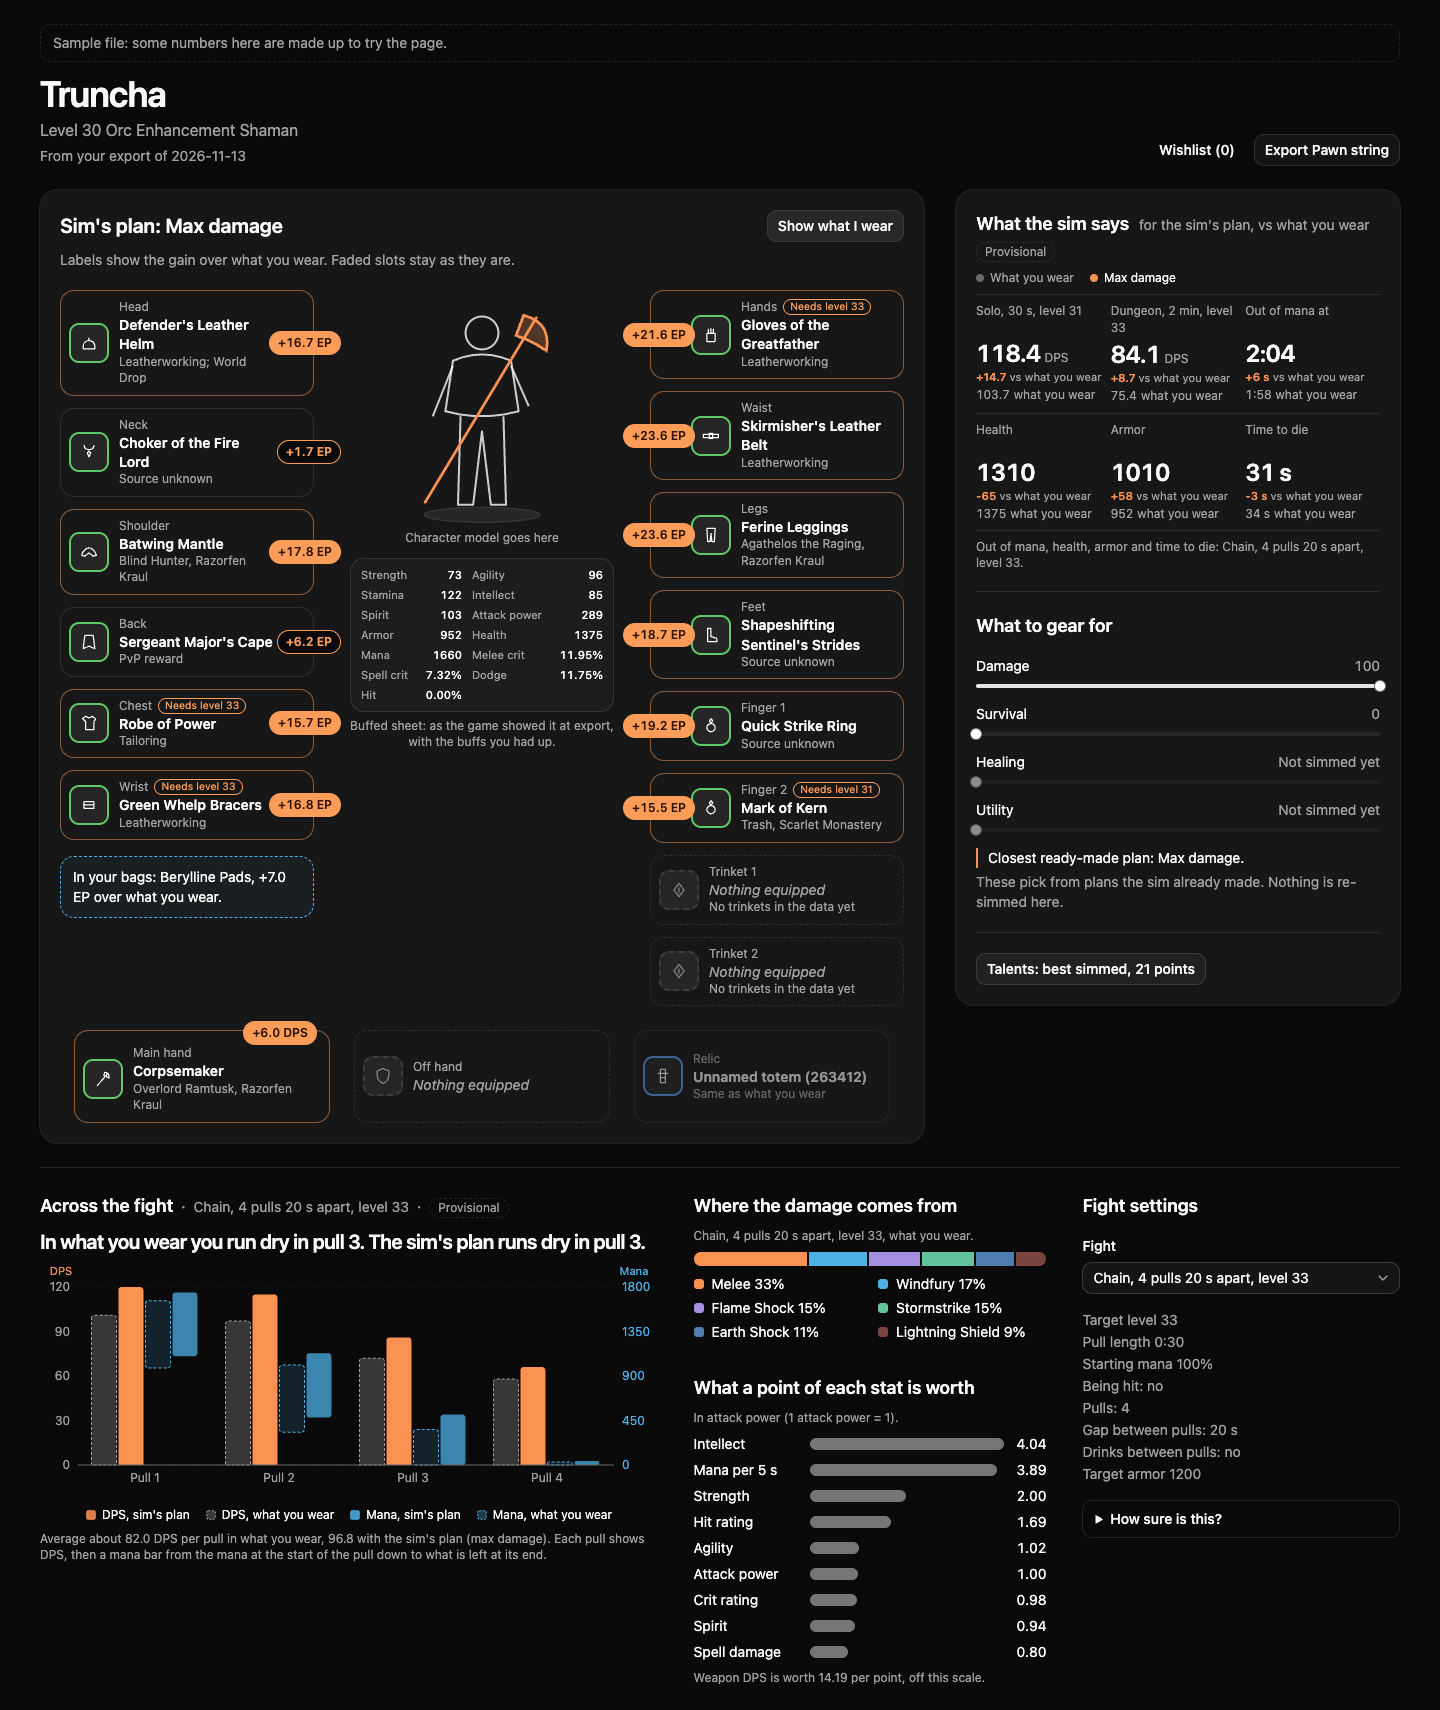 Sample file: some numbers here are made up to try the page.
Truncha
Level 30 Orc Enhancement Shaman
From your export of 2026-11-13
Wishlist (0)
Export Pawn string
Sim's plan: Max damage
Show what I wear
Labels show the gain over what you wear. Faded slots stay as they are.
Head
Defender's Leather
Helm
Leatherworking; World
Drop
+16.7 EP
Neck
Choker of the Fire
Lord
Source unknown
+1.7 EP
Shoulder
Batwing Mantle
Blind Hunter, Razorfen
Kraul
+17.8 EP
Back
Sergeant Major's Cape
PvP reward
+6.2 EP
Chest
Needs level 33
Robe of Power
Tailoring
+15.7 EP
Wrist
Needs level 33
Green Whelp Bracers
Leatherworking
+16.8 EP
In your bags: Berylline Pads, +7.0
EP over what you wear.
Character model goes here
Strength 73 Agility 96
Stamina 122 Intellect 85
Spirit 103 Attack power 289
Armor 952 Health 1375
Mana 1660 Melee crit 11.95%
Spell crit 7.32% Dodge 11.75%
Hit 0.00%
Buffed sheet: as the game showed it at export,
with the buffs you had up.
+21.6 EP
Hands
Needs level 33
Gloves of the
Greatfather
Leatherworking
+23.6 EP
Waist
Skirmisher's Leather
Belt
Leatherworking
+23.6 EP
Legs
Ferine Leggings
Agathelos the Raging,
Razorfen Kraul
+18.7 EP
Feet
Shapeshifting
Sentinel's Strides
Source unknown
+19.2 EP
Finger 1
Quick Strike Ring
Source unknown
+15.5 EP
Finger 2
Needs level 31
Mark of Kern
Trash, Scarlet Monastery
Trinket 1
Nothing equipped
No trinkets in the data yet
Trinket 2
Nothing equipped
No trinkets in the data yet
+6.0 DPS
Main hand
Corpsemaker
Overlord Ramtusk, Razorfen
Kraul
Off hand
Nothing equipped
Relic
Unnamed totem (263412)
Same as what you wear
What the sim says for the sim's plan, vs what you wear
Provisional
What you wear Max damage
Solo, 30 s, level 31
118.4 DPS
+14.7 vs what you wear
103.7 what you wear
Dungeon, 2 min, level
33
84.1 DPS
+8.7 vs what you wear
75.4 what you wear
Out of mana at
2:04
+6 s vs what you wear
1:58 what you wear
Health
1310
-65 vs what you wear
1375 what you wear
Armor
1010
+58 vs what you wear
952 what you wear
Time to die
31 s
-3 s vs what you wear
34 s what you wear
Out of mana, health, armor and time to die: Chain, 4 pulls 20 s apart,
level 33.
What to gear for
Damage 100
Survival 0
Healing Not simmed yet
Utility Not simmed yet
Closest ready-made plan: Max damage.
These pick from plans the sim already made. Nothing is re-
simmed here.
Talents: best simmed, 21 points
Across the fight · Chain, 4 pulls 20 s apart, level 33 · Provisional
In what you wear you run dry in pull 3. The sim's plan runs dry in pull 3.
DPS Mana
120 1800
90 1350
60 900
30 450
0 0
Pull 1 Pull 2 Pull 3 Pull 4
DPS, sim's plan DPS, what you wear Mana, sim's plan Mana, what you wear
Average about 82.0 DPS per pull in what you wear, 96.8 with the sim's plan (max damage). Each pull shows
DPS, then a mana bar from the mana at the start of the pull down to what is left at its end.
Where the damage comes from
Chain, 4 pulls 20 s apart, level 33, what you wear.
Melee 33% Windfury 17%
Flame Shock 15% Stormstrike 15%
Earth Shock 11% Lightning Shield 9%
What a point of each stat is worth
In attack power (1 attack power = 1).
Intellect 4.04
Mana per 5 s 3.89
Strength 2.00
Hit rating 1.69
Agility 1.02
Attack power 1.00
Crit rating 0.98
Spirit 0.94
Spell damage 0.80
Weapon DPS is worth 14.19 per point, off this scale.
Fight settings
Fight
Chain, 4 pulls 20 s apart, level 33
Target level 33
Pull length 0:30
Starting mana 100%
Being hit: no
Pulls: 4
Gap between pulls: 20 s
Drinks between pulls: no
Target armor 1200
How sure is this?